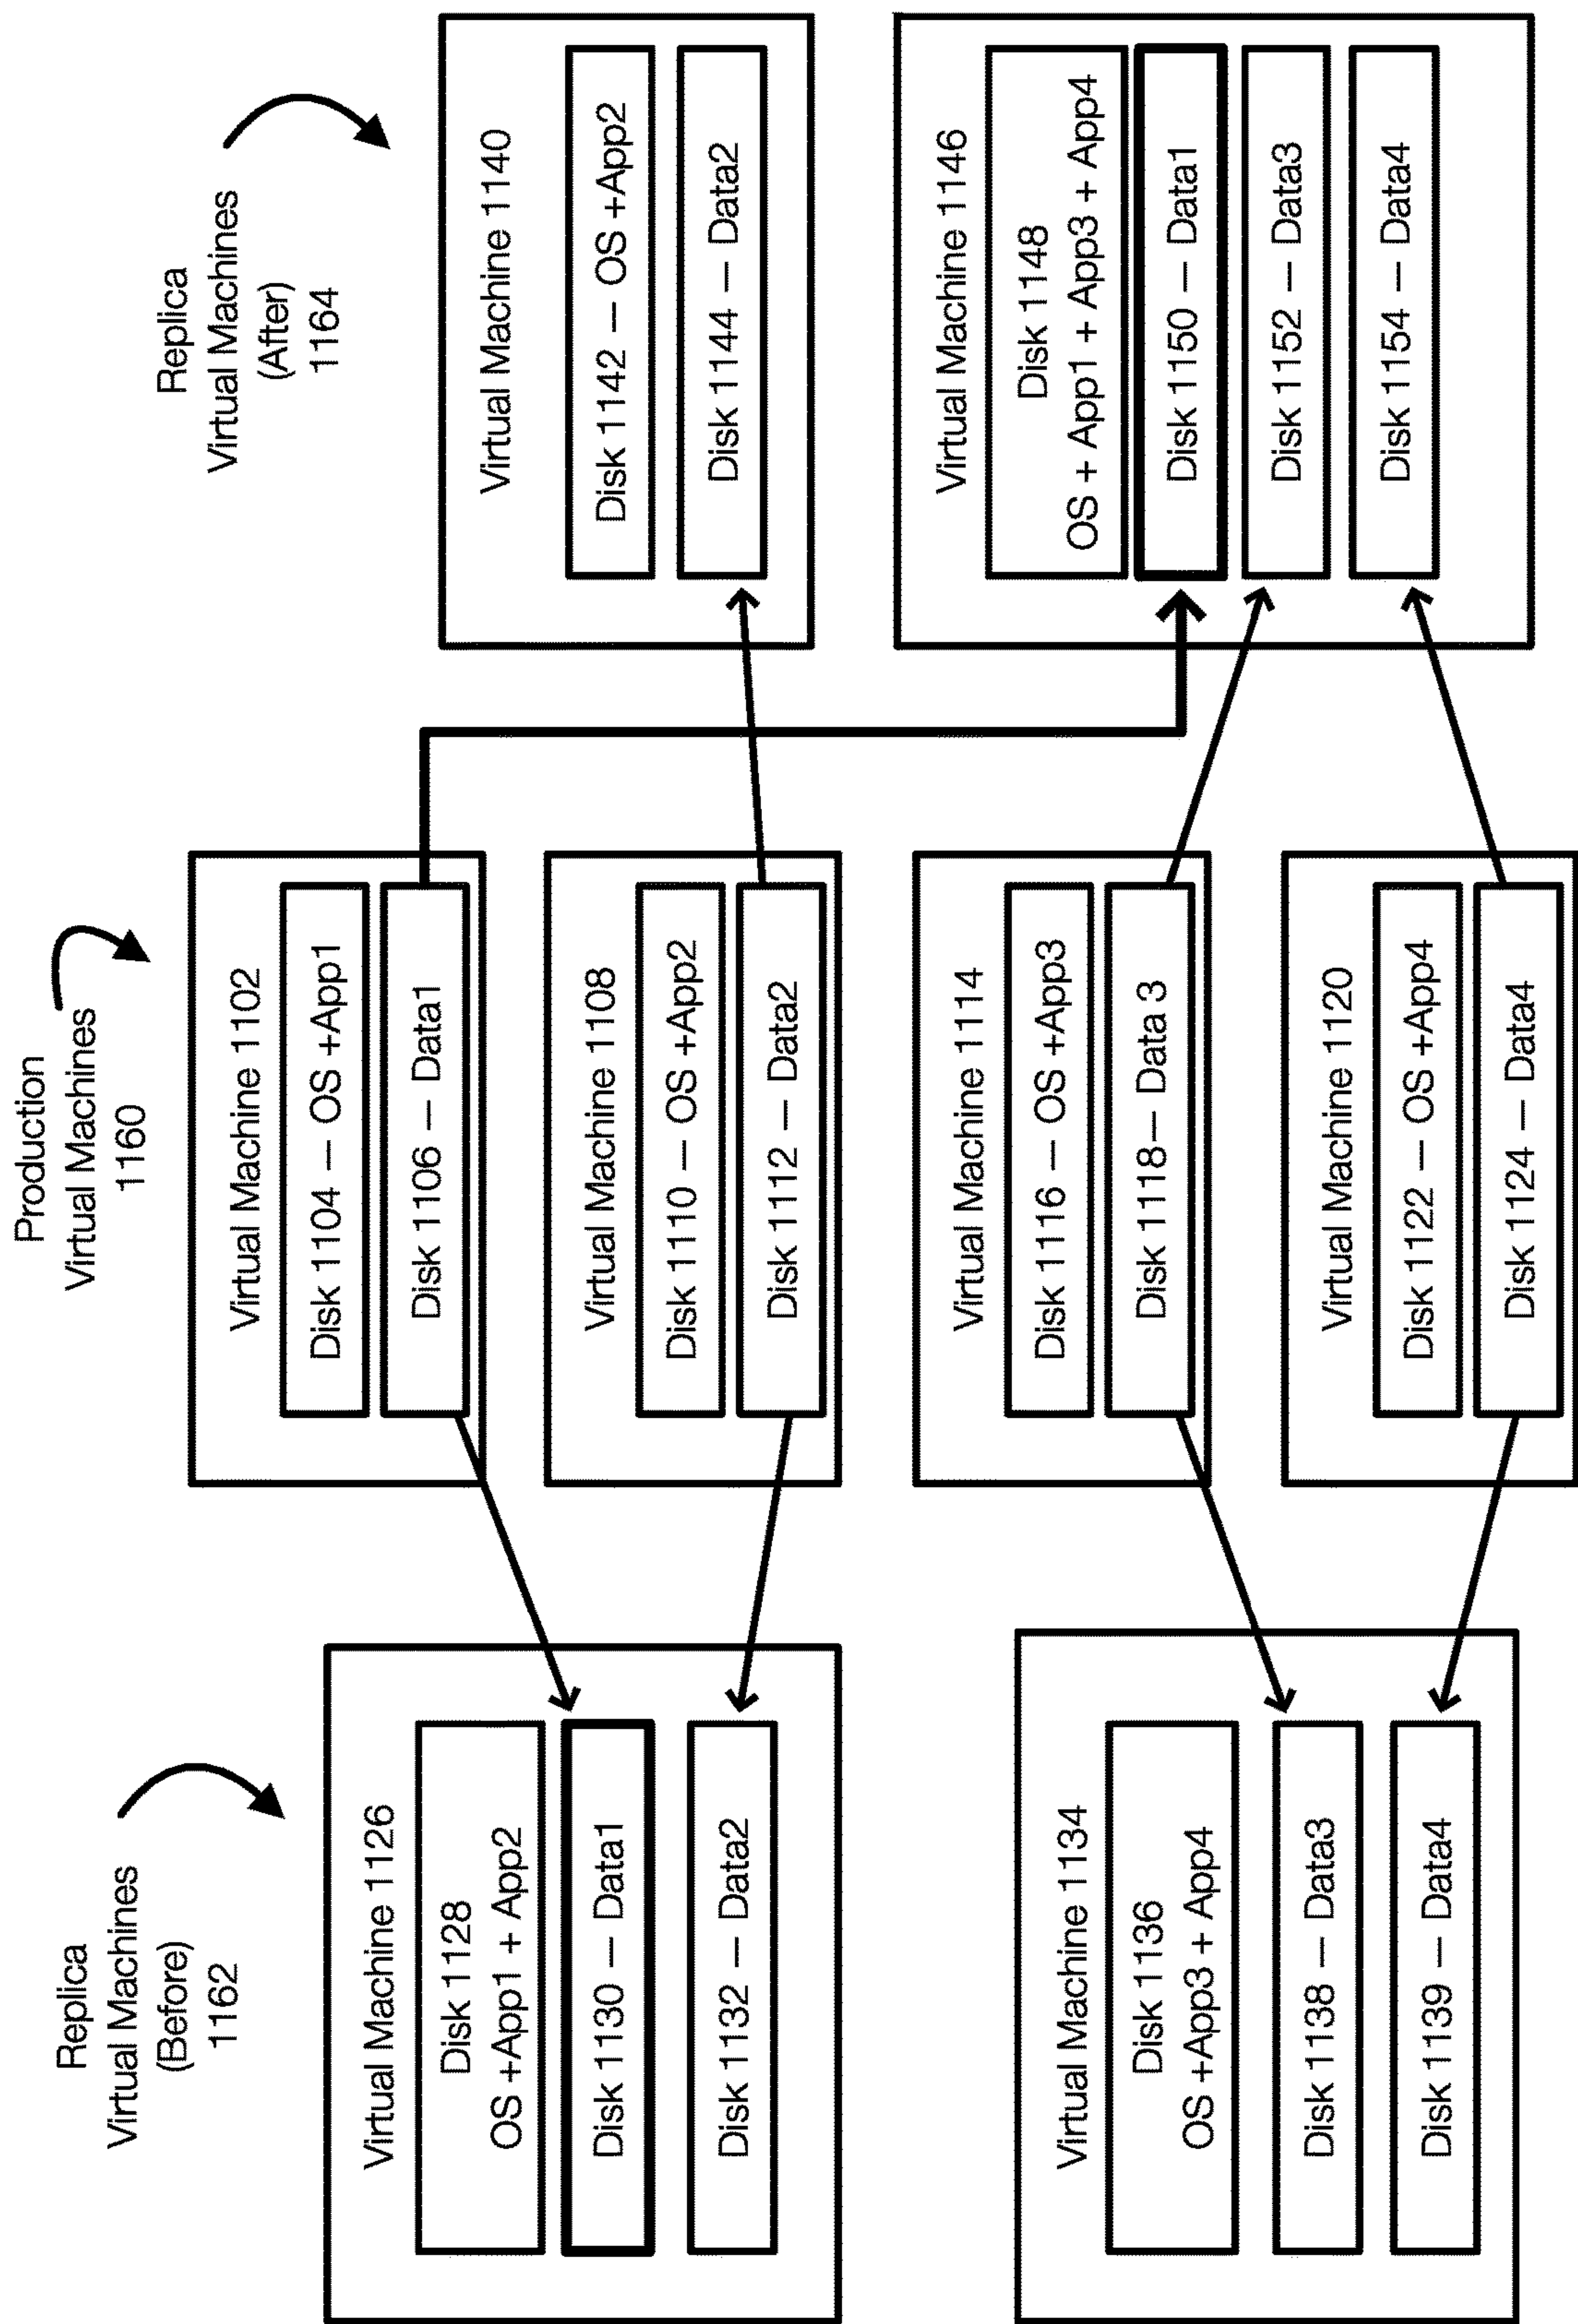 Replica
Virtual Machines
(Before)
1162
Virtual Machine 1126
Disk 1128
OS +App1 + App2
Disk 1130 — Data1
Disk 1132 — Data2
Virtual Machine 1134
Disk 1136
OS +App3 + App4
Disk 1138 — Data3
Disk 1139 — Data4
Production
Virtual Machines
1160
Virtual Machine 1102
Disk 1104 — OS +App1
Disk 1106 — Data1
Virtual Machine 1108
Disk 1110 — OS +App2
Disk 1112 — Data2
Virtual Machine 1114
Disk 1116 — OS +App3
Disk 1118— Data 3
Virtual Machine 1120
Disk 1122 — OS +App4
Disk 1124 — Data4
Replica
Virtual Machines
(After)
1164
Virtual Machine 1140
Disk 1142 — OS +App2
Disk 1144 — Data2
Virtual Machine 1146
Disk 1148
OS + App1 + App3 + App4
Disk 1150 — Data1
Disk 1152 — Data3
Disk 1154 — Data4